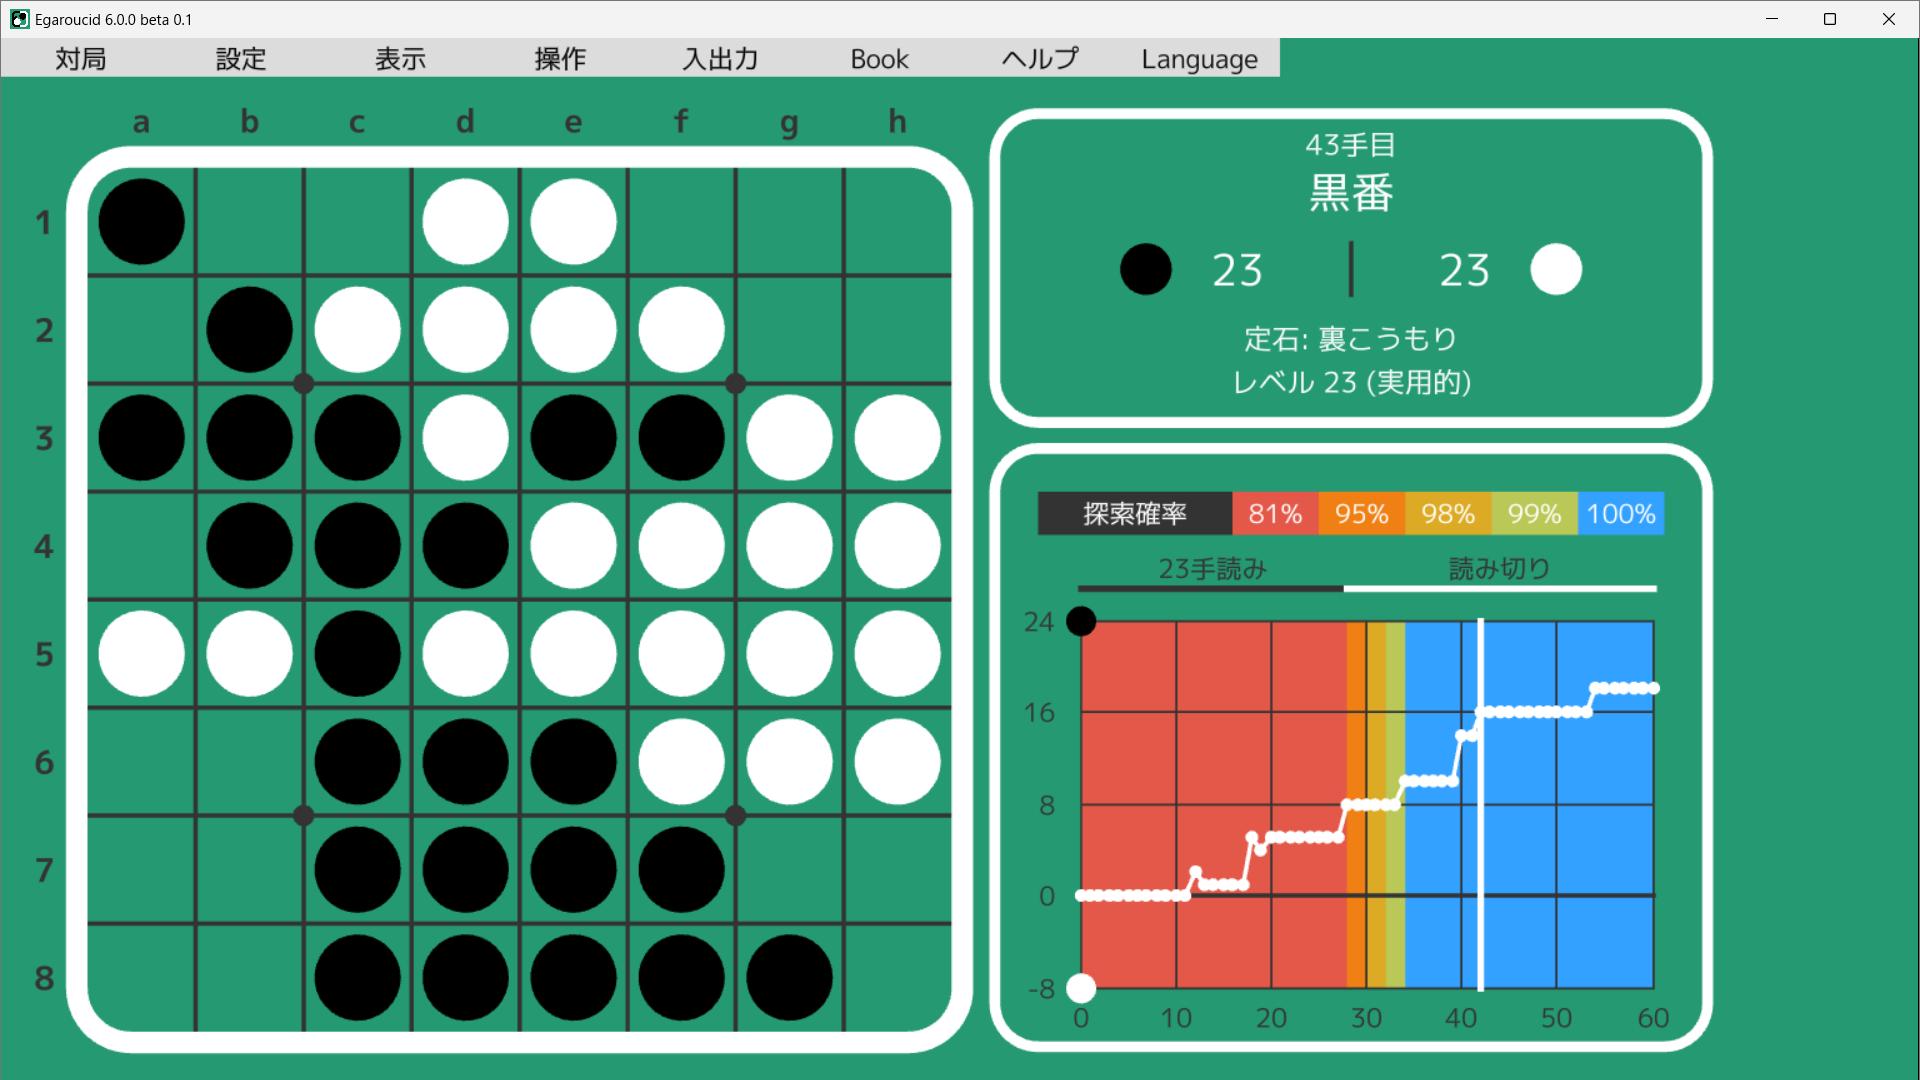 Egaroucid 6.0.0 beta 0.1
対局 設定 表示 操作 入出力 Book ヘルプ Language
a b c d e f g h
1
2
3
4
5
6
7
8
43手目
黒番
23 23
定石: 裏こうもり
レベル 23 (実用的)
探索確率 81% 95% 98% 99% 100%
23手読み 読み切り
24
16
8
0
-8
0 10 20 30 40 50 60